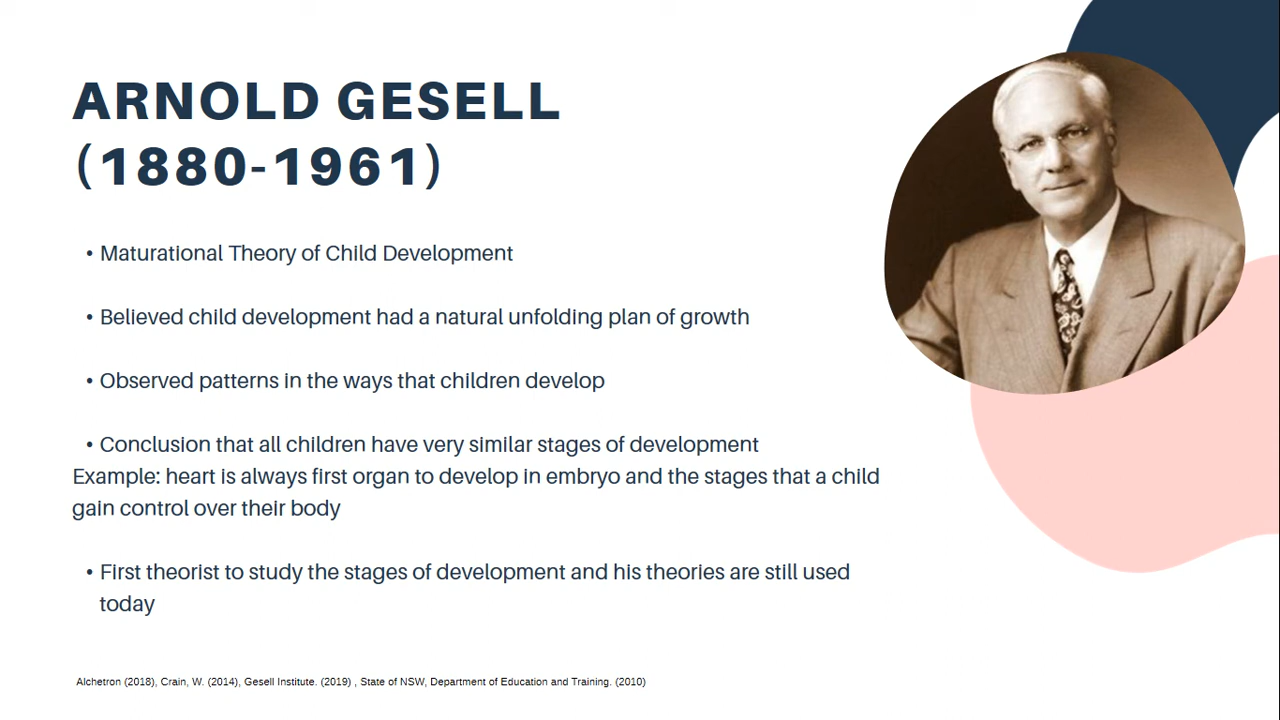 ARNOLD GESELL
(1880-1961)
• Maturational Theory of Child Development
• Believed child development had a natural unfolding plan of growth
• Observed patterns in the ways that children develop
• Conclusion that all children have very similar stages of development
Example: heart is always first organ to develop in embryo and the stages that a child
gain control over their body
• First theorist to study the stages of development and his theories are still used
today
Alchetron (2018), Crain, W. (2014), Gesell Institute. (2019) , State of NSW, Department of Education and Training. (2010)